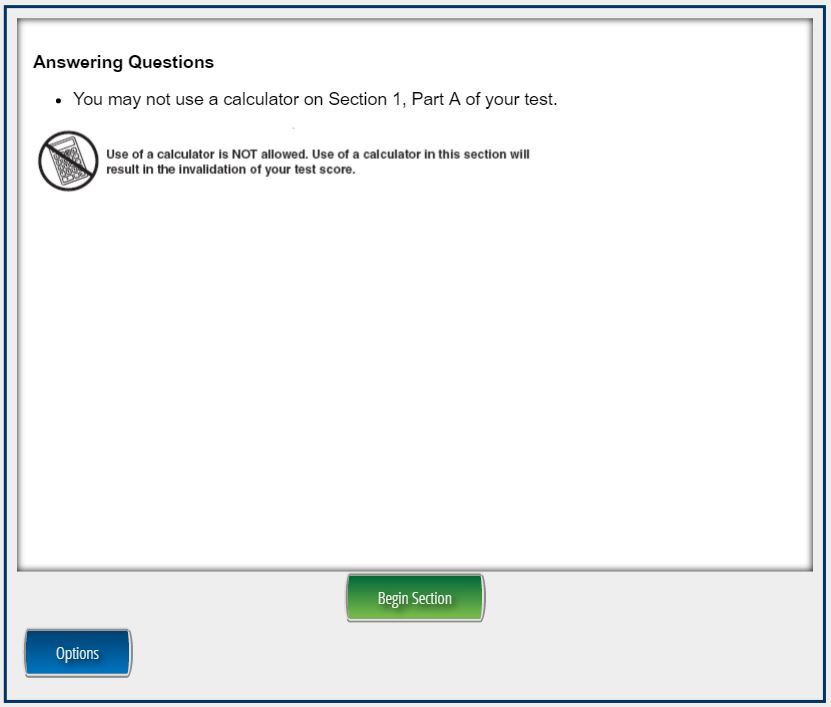 Answering Questions
• You may not use a calculator on Section 1, Part A of your test.
Use of a calculator is NOT allowed. Use of a calculator in this section will
result in the invalidation of your test score.
Begin Section
Options